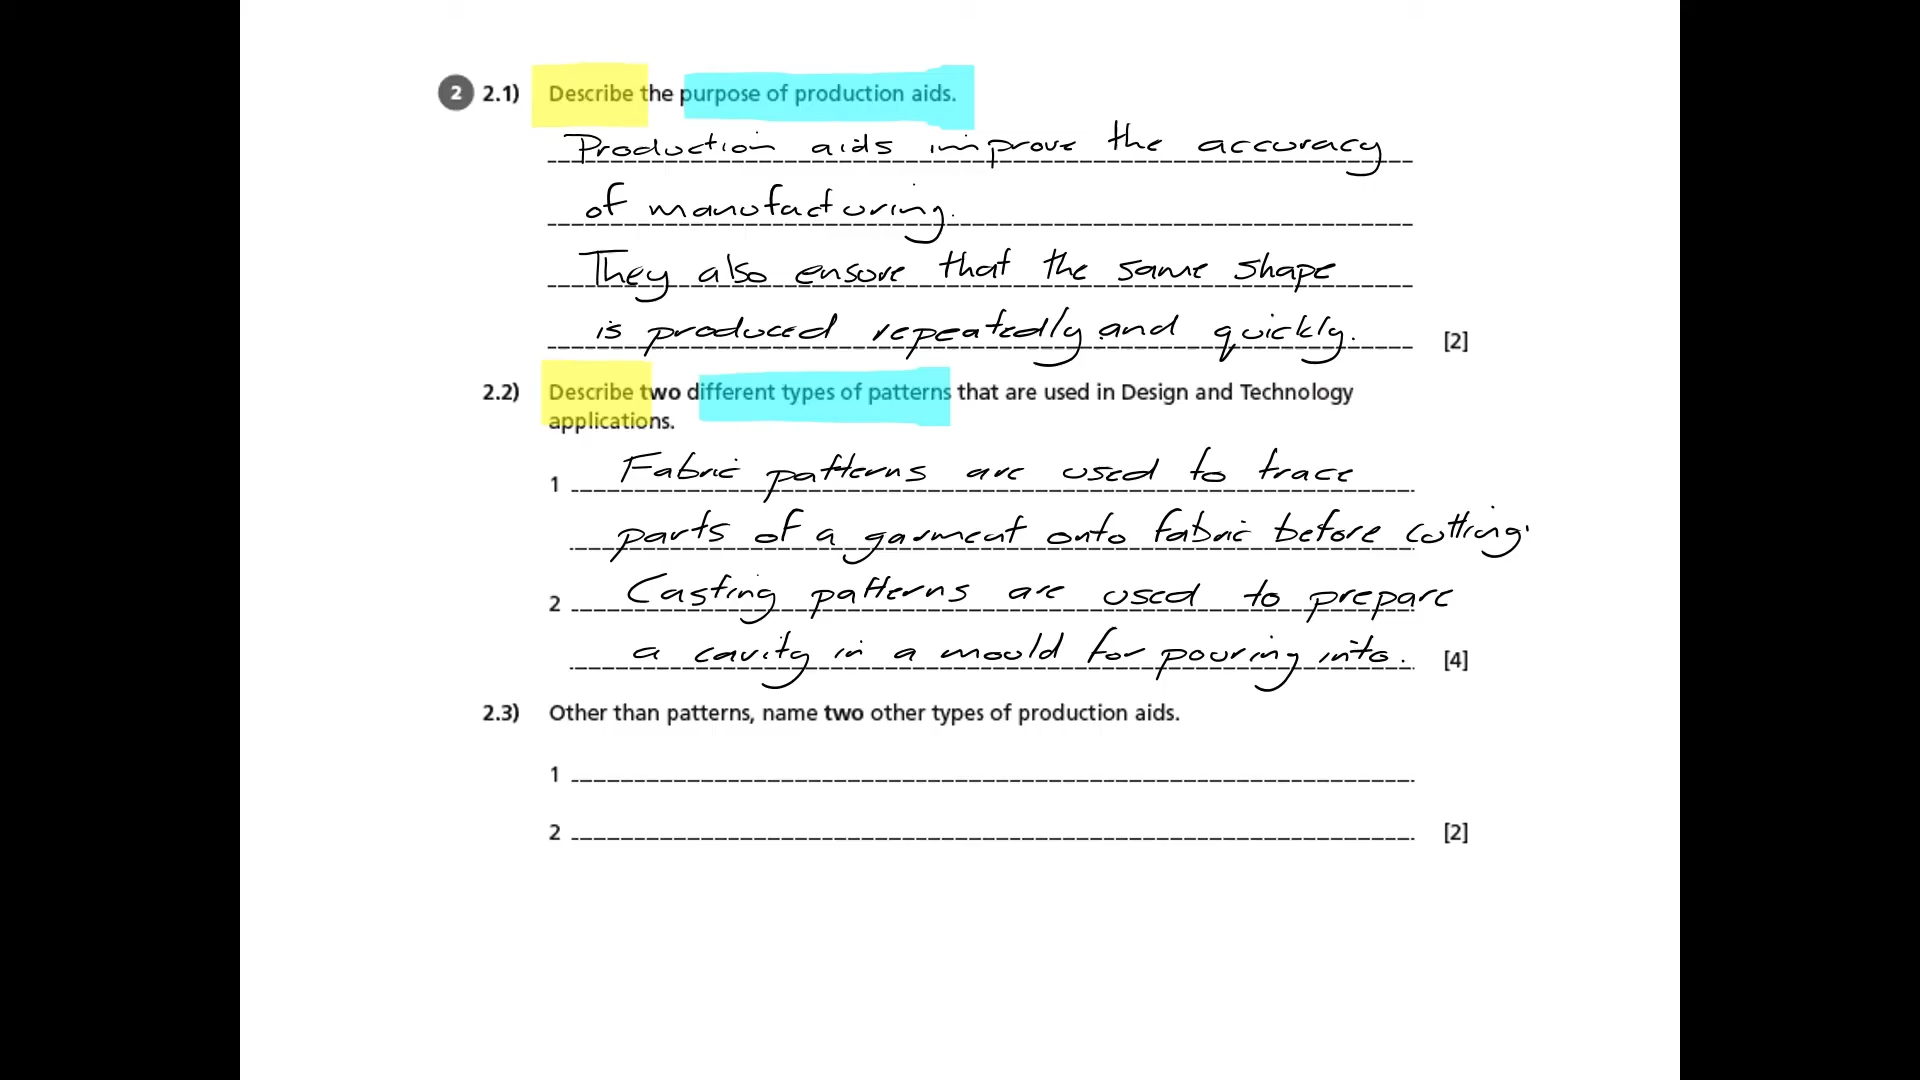 2 2.1) Describe the purpose of production aids.
Production aids improve the accuracy
of manufacturing.
They also ensure that the same shape
is produced repeatedly and quickly. [2]
2.2) Describe two different types of patterns that are used in Design and Technology
applications.
1 Fabric patterns are used to trace
parts of a garment onto fabric before cutting.
2 Casting patterns are used to prepare
a cavity in a mould for pouring into. [4]
2.3) Other than patterns, name two other types of production aids.
1
2 [2]